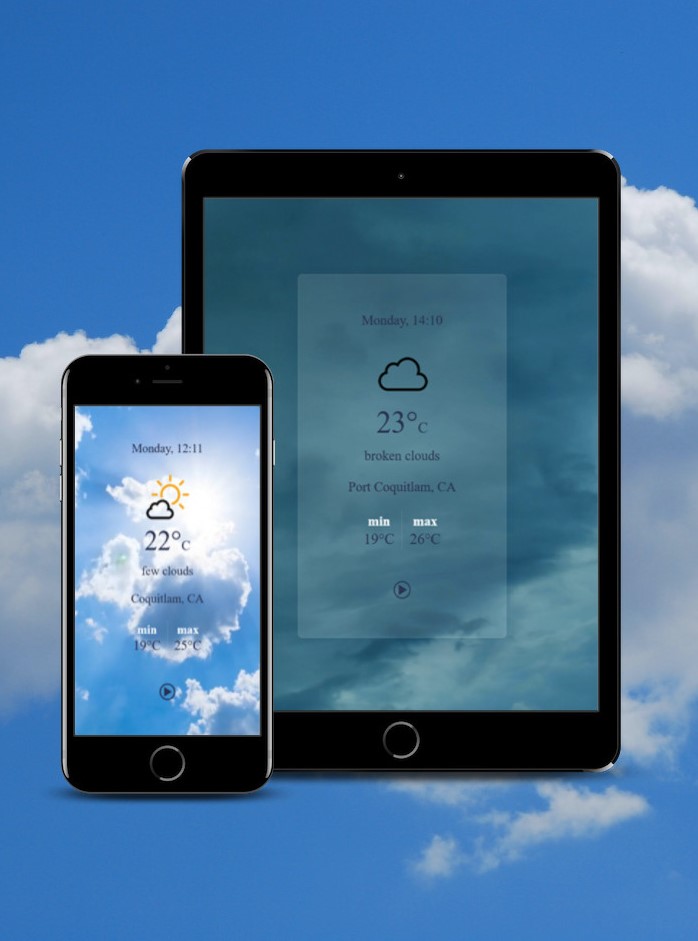 Monday, 14:10
23°C
broken clouds
Port Coquitlam, CA
min max
19°C 26°C
Monday, 12:11
22°C
few clouds
Coquitlam, CA
min max
19°C 25°C